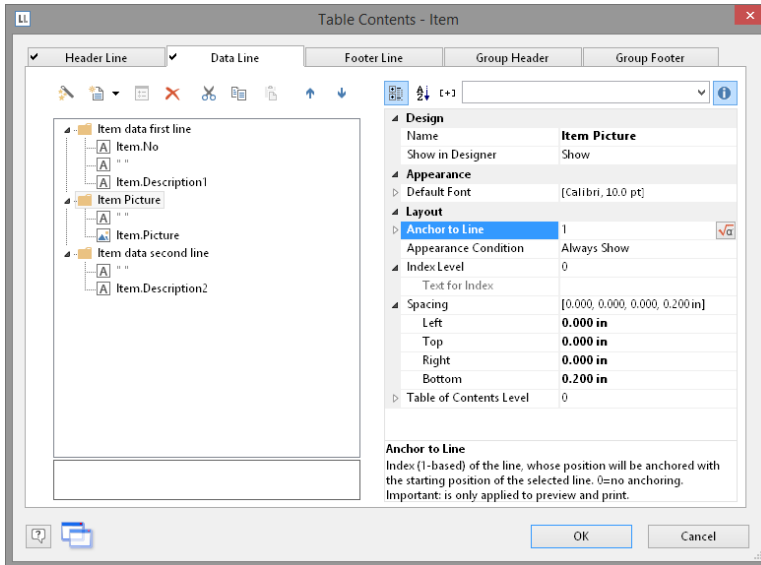 LL
Table Contents - Item
Header Line
Data Line
Footer Line
Group Header
Group Footer
Item data first line
A Item.No
A " "
A Item.Description1
Item Picture
A " "
Item.Picture
Item data second line
A " "
A Item.Description2
Design
Name Item Picture
Show in Designer Show
Appearance
Default Font [Calibri, 10.0 pt]
Layout
Anchor to Line 1
Appearance Condition Always Show
Index Level 0
Text for Index
Spacing [0.000, 0.000, 0.000, 0.200 in]
Left 0.000 in
Top 0.000 in
Right 0.000 in
Bottom 0.200 in
Table of Contents Level 0
Anchor to Line
Index (1-based) of the line, whose position will be anchored with
the starting position of the selected line. 0=no anchoring.
Important: is only applied to preview and print.
OK
Cancel